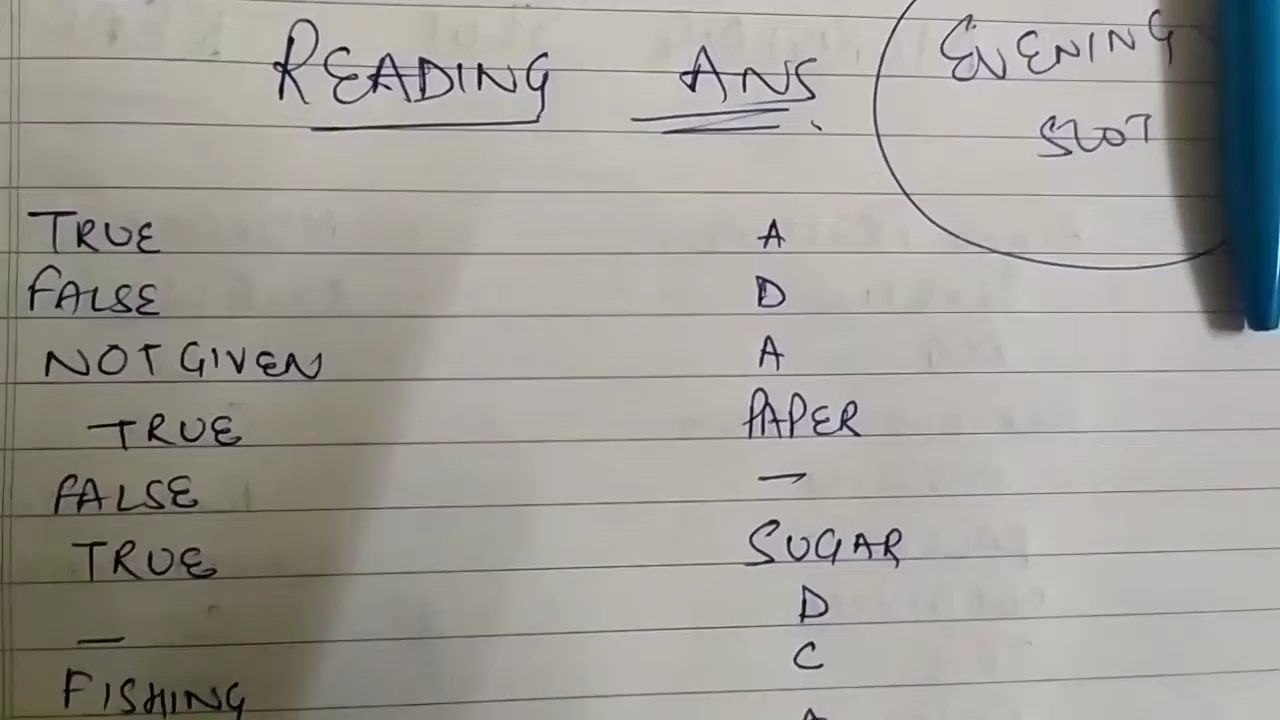 READING ANS.
EVENING
SLOT
TRUE
FALSE
NOT GIVEN
TRUE
FALSE
TRUE
—
FISHING
A
D
A
PAPER
—
SUGAR
D
C
A